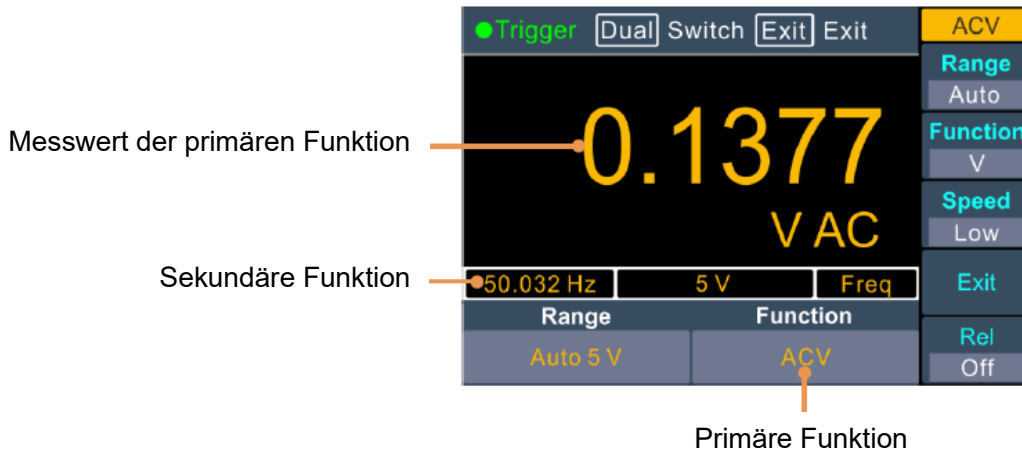 Trigger Dual Switch Exit Exit
ACV
Range
Auto
Function
V
Speed
Low
Exit
Rel
Off
Messwert der primären Funktion
0.1377
V AC
Sekundäre Funktion
50.032 Hz 5 V Freq
Range Function
Auto 5 V ACV
Primäre Funktion